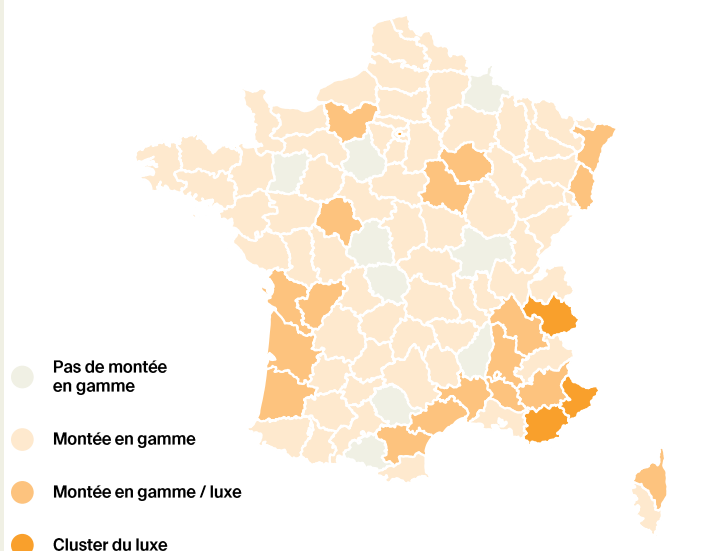 Pas de montée
en gamme
Montée en gamme
Montée en gamme / luxe
Cluster du luxe